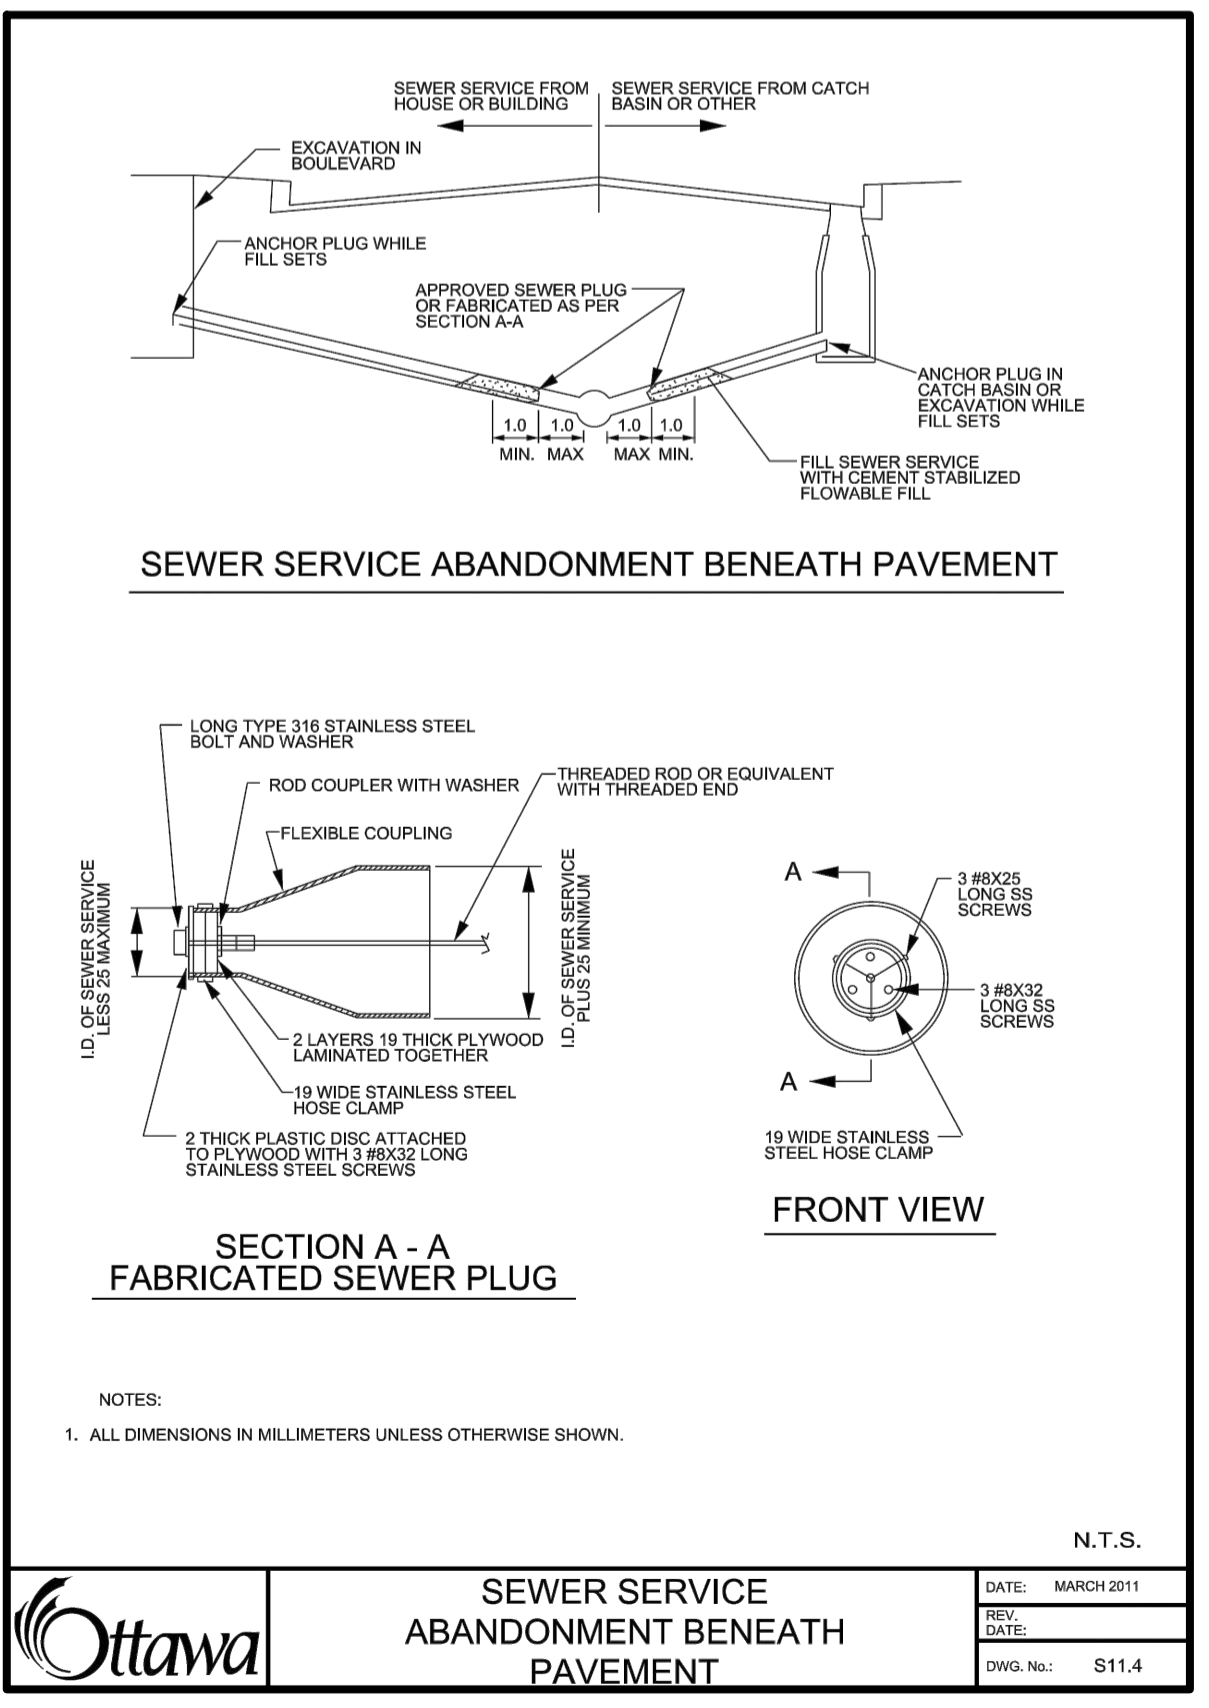 SEWER SERVICE FROM
HOUSE OR BUILDING
SEWER SERVICE FROM CATCH
BASIN OR OTHER
EXCAVATION IN
BOULEVARD
ANCHOR PLUG WHILE
FILL SETS
APPROVED SEWER PLUG
OR FABRICATED AS PER
SECTION A-A
ANCHOR PLUG IN
CATCH BASIN OR
EXCAVATION WHILE
FILL SETS
1.0 1.0 1.0 1.0
MIN. MAX MAX MIN.
FILL SEWER SERVICE
WITH CEMENT STABILIZED
FLOWABLE FILL
SEWER SERVICE ABANDONMENT BENEATH PAVEMENT
LONG TYPE 316 STAINLESS STEEL
BOLT AND WASHER
ROD COUPLER WITH WASHER
THREADED ROD OR EQUIVALENT
WITH THREADED END
FLEXIBLE COUPLING
I.D. OF SEWER SERVICE
LESS 25 MAXIMUM
I.D. OF SEWER SERVICE
PLUS 25 MINIMUM
2 LAYERS 19 THICK PLYWOOD
LAMINATED TOGETHER
19 WIDE STAINLESS STEEL
HOSE CLAMP
2 THICK PLASTIC DISC ATTACHED
TO PLYWOOD WITH 3 #8X32 LONG
STAINLESS STEEL SCREWS
SECTION A - A
FABRICATED SEWER PLUG
A
3 #8X25
LONG SS
SCREWS
3 #8X32
LONG SS
SCREWS
A
19 WIDE STAINLESS
STEEL HOSE CLAMP
FRONT VIEW
NOTES:
1. ALL DIMENSIONS IN MILLIMETERS UNLESS OTHERWISE SHOWN.
N.T.S.
Ottawa
SEWER SERVICE
ABANDONMENT BENEATH
PAVEMENT
DATE: MARCH 2011
REV.
DATE:
DWG. No.: S11.4